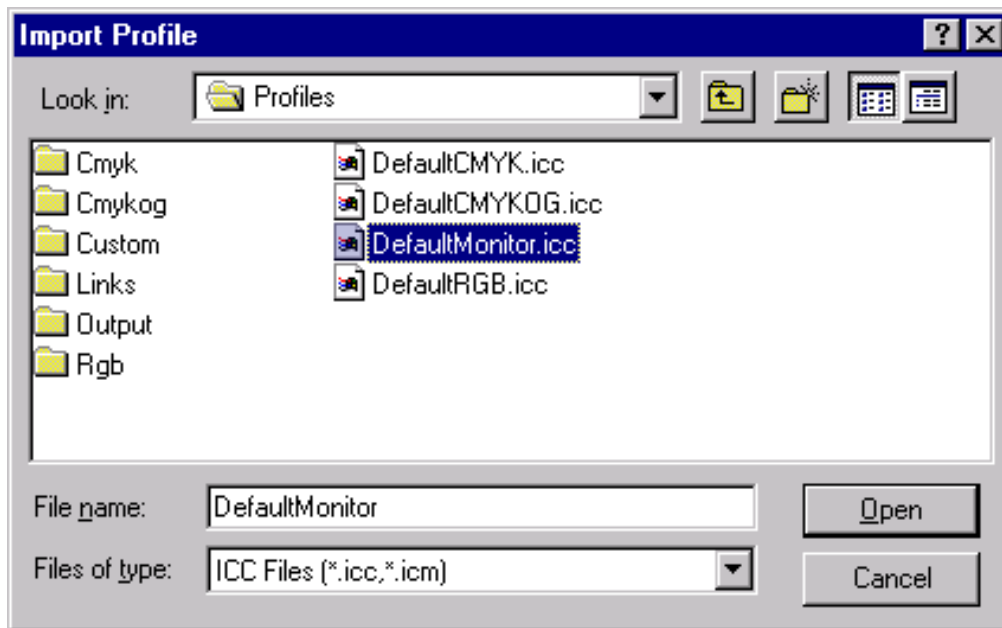 Import Profile
Look in: Profiles
Cmyk DefaultCMYK.icc
Cmykog DefaultCMYKOG.icc
Custom DefaultMonitor.icc
Links DefaultRGB.icc
Output
Rgb
File name: DefaultMonitor Open
Files of type: ICC Files (*.icc,*.icm) Cancel